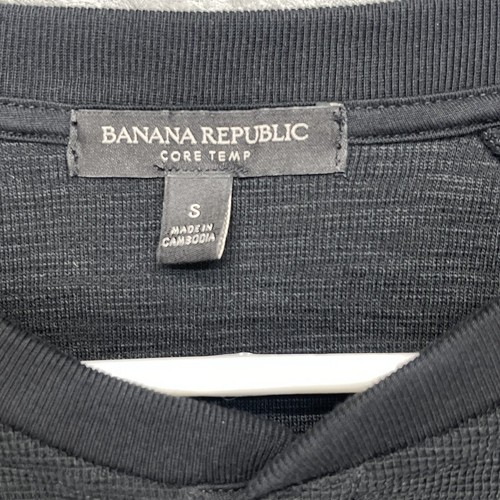 BANANA REPUBLIC
CORE TEMP
S
MADE IN
CAMBODIA